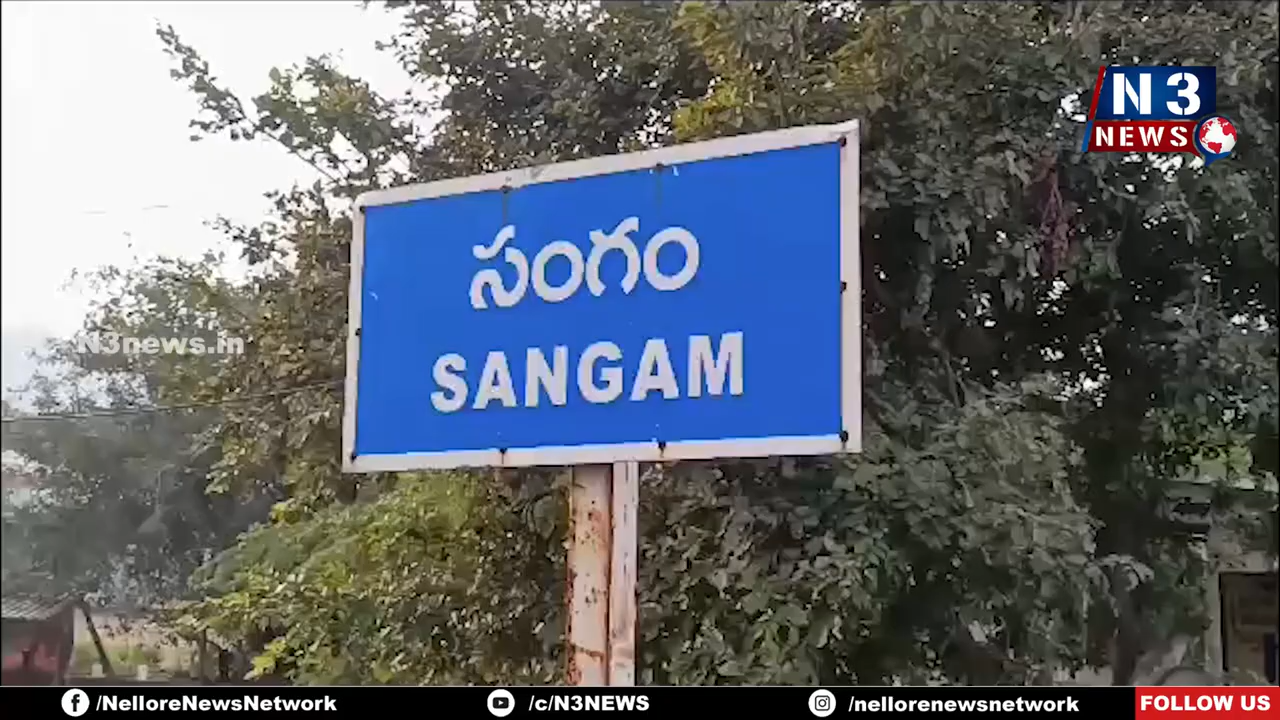 N3
NEWS
సంగం
SANGAM
N3news.in
/NelloreNewsNetwork
/c/N3NEWS
/nellorenewsnetwork
FOLLOW US